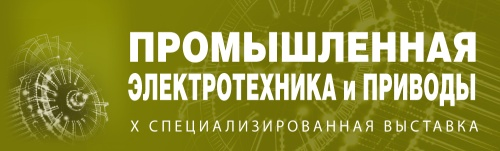 ПРОМЫШЛЕННАЯ
ЭЛЕКТРОТЕХНИКА и ПРИВОДЫ
X СПЕЦИАЛИЗИРОВАННАЯ ВЫСТАВКА